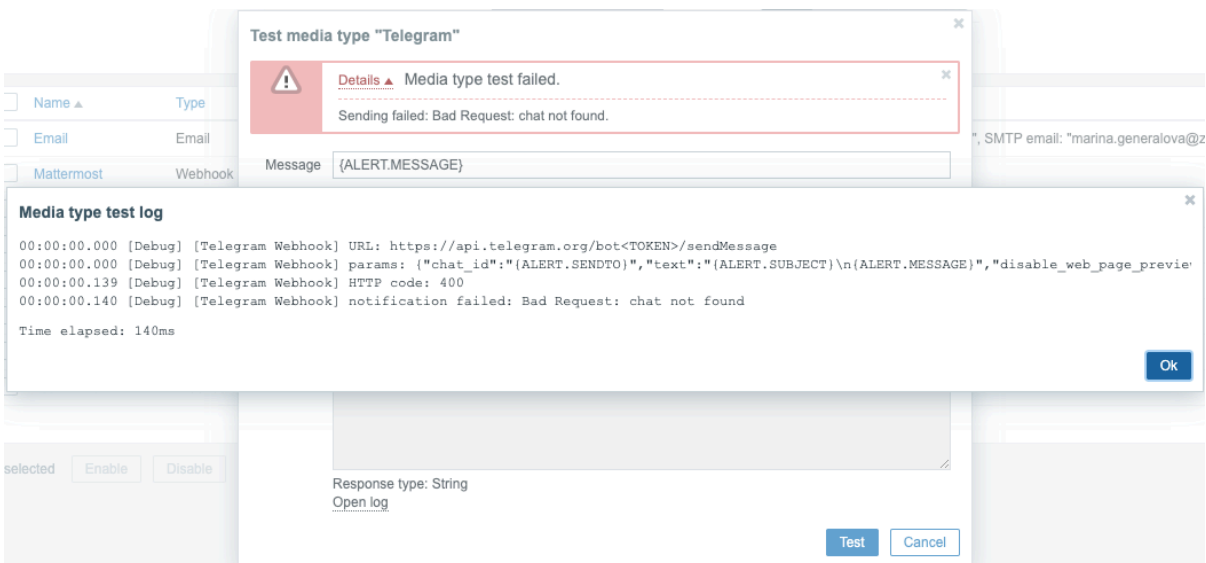 Test media type "Telegram"
Details ▲ Media type test failed.
Sending failed: Bad Request: chat not found.
Name ▲ Type
Email Email ", SMTP email: "marina.generalova@z
Message {ALERT.MESSAGE}
Mattermost Webhook
Media type test log
00:00:00.000 [Debug] [Telegram Webhook] URL: https://api.telegram.org/bot<TOKEN>/sendMessage
00:00:00.000 [Debug] [Telegram Webhook] params: {"chat_id":"{ALERT.SENDTO}","text":"{ALERT.SUBJECT}\n{ALERT.MESSAGE}","disable_web_page_previe
00:00:00.139 [Debug] [Telegram Webhook] HTTP code: 400
00:00:00.140 [Debug] [Telegram Webhook] notification failed: Bad Request: chat not found
Time elapsed: 140ms
Ok
selected Enable Disable
Response type: String
Open log
Test Cancel